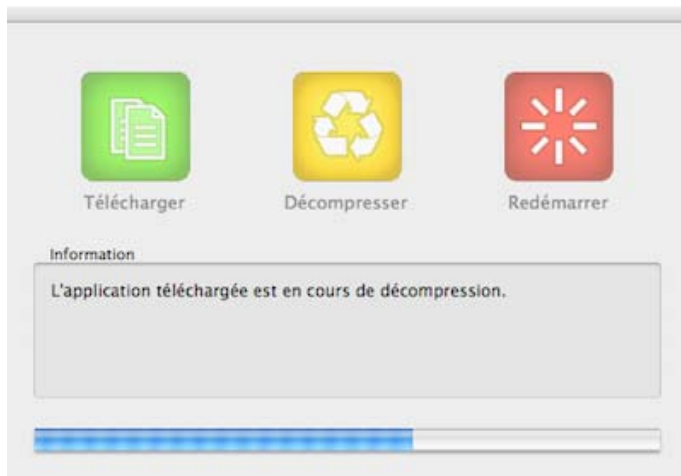 Télécharger
Décompresser
Redémarrer
Information
L'application téléchargée est en cours de décompression.